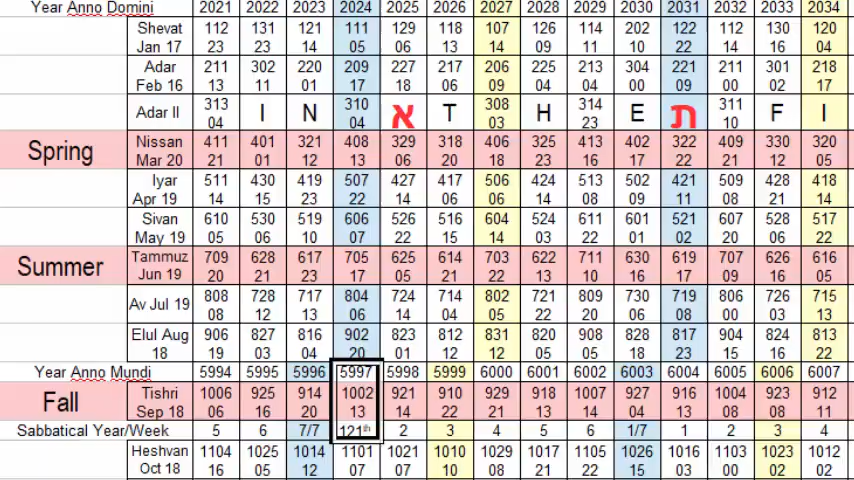 Year Anno Domini 2021 2022 2023 2024 2025 2026 2027 2028 2029 2030 2031 2032 2033 2034
Shevat 112 131 121 111 129 118 107 126 114 202 122 112 130 120
Jan 17 23 23 14 05 06 13 14 09 11 10 22 14 16 04
Adar 211 302 220 209 227 217 206 225 213 304 221 211 301 218
Feb 16 13 11 01 17 18 06 09 04 04 00 09 00 02 17
Adar II 313 I N 310 א T 308 H 314 E ת 311 F I
04 04 03 23 10
Spring Nissan 411 401 321 408 329 318 406 325 413 402 322 409 330 320
Mar 20 21 01 12 13 06 20 18 23 16 17 22 21 12 05
Iyar 511 430 419 507 427 417 506 424 513 502 421 509 428 418
Apr 19 14 15 23 22 14 06 06 14 08 09 11 08 21 14
Sivan 610 530 519 606 526 516 604 524 611 601 521 607 528 517
May 19 05 06 10 07 22 15 14 03 22 01 02 20 06 22
Summer Tammuz 709 628 617 705 625 614 703 622 711 630 619 707 626 616
Jun 19 20 21 23 17 05 21 22 13 10 16 17 09 16 05
Av Jul 19 808 728 717 804 724 714 802 721 809 730 719 806 726 715
08 12 13 06 14 04 05 22 20 06 08 00 03 13
Elul Aug 906 827 816 902 823 812 831 820 908 828 817 904 824 813
18 19 03 04 20 01 12 12 05 05 18 23 15 16 22
Year Anno Mundi 5994 5995 5996 5997 5998 5999 6000 6001 6002 6003 6004 6005 6006 6007
Fall Tishri 1006 925 914 1002 921 910 929 918 1007 927 916 1004 923 912
Sep 18 06 16 20 13 14 22 21 13 14 04 13 08 08 11
Sabbatical Year/Week 5 6 7/7 121th 2 3 4 5 6 1/7 1 2 3 4
Heshvan 1104 1025 1014 1101 1021 1010 1029 1017 1105 1026 1016 1103 1023 1012
Oct 18 16 05 12 07 07 10 08 21 22 15 03 00 02 02